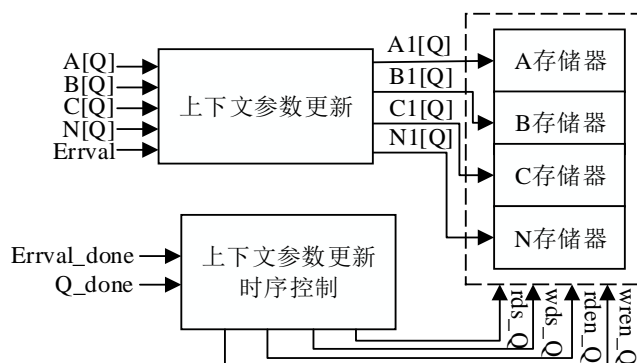 A[Q]
B[Q]
C[Q]
N[Q]
Errval
上下文参数更新
A1[Q]
B1[Q]
C1[Q]
N1[Q]
A存储器
B存储器
C存储器
N存储器
Errval_done
Q_done
上下文参数更新
时序控制
rds_Q
wds_Q
rden_Q
wren_Q